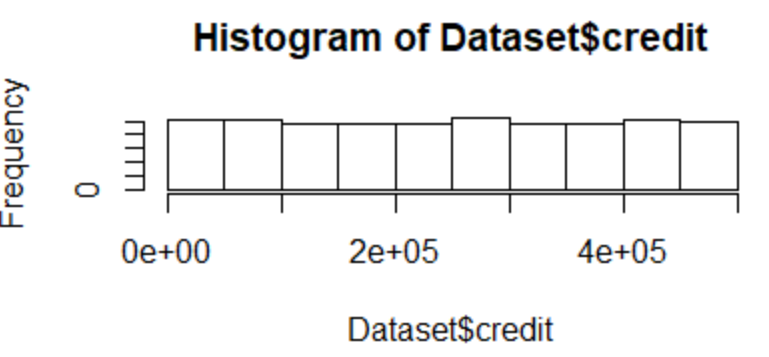 Histogram of Dataset$credit
Frequency
0
0e+00 2e+05 4e+05
Dataset$credit